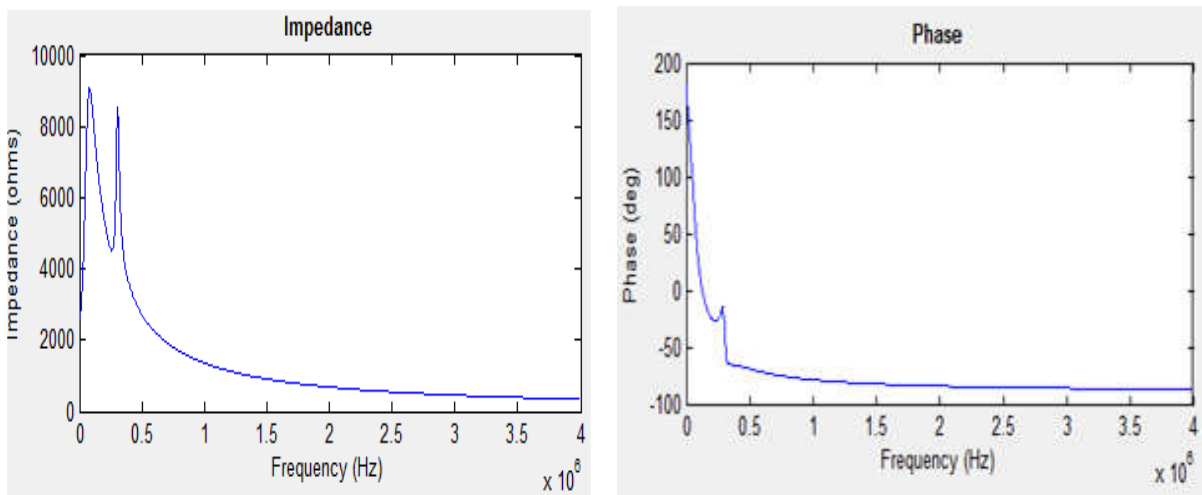 Impedance
10000
8000
6000
4000
2000
0
Impedance (ohms)
0 0.5 1 1.5 2 2.5 3 3.5 4
Frequency (Hz)
x 10^6
Phase
200
150
100
50
0
-50
-100
Phase (deg)
0 0.5 1 1.5 2 2.5 3 3.5 4
Frequency (Hz)
x 10^6